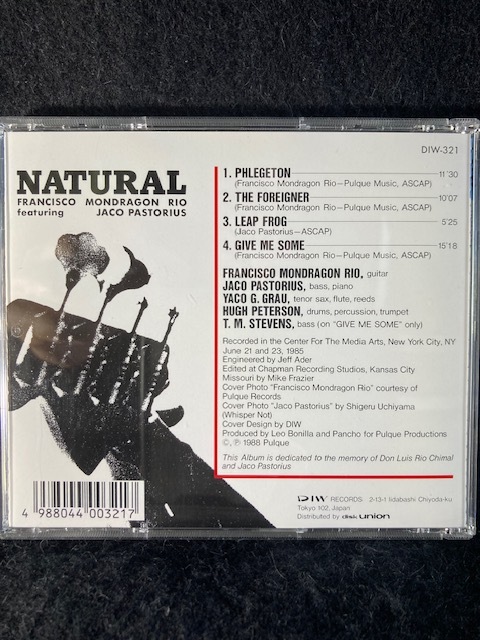 DIW-321
NATURAL
FRANCISCO MONDRAGON RIO
featuring JACO PASTORIUS
1. PHLEGETON 11'30
(Francisco Mondragon Rio—Pulque Music, ASCAP)
2. THE FOREIGNER 10'07
(Francisco Mondragon Rio—Pulque Music, ASCAP)
3. LEAP FROG 5'25
(Jaco Pastorius—ASCAP)
4. GIVE ME SOME 15'18
(Francisco Mondragon Rio—Pulque Music, ASCAP)
FRANCISCO MONDRAGON RIO, guitar
JACO PASTORIUS, bass, piano
YACO G. GRAU, tenor sax, flute, reeds
HUGH PETERSON, drums, percussion, trumpet
T. M. STEVENS, bass (on "GIVE ME SOME" only)
Recorded in the Center For The Media Arts, New York City, NY
June 21 and 23, 1985
Engineered by Jeff Ader
Edited at Chapman Recording Studios, Kansas City
Missouri by Mike Frazier
Cover Photo "Francisco Mondragon Rio" courtesy of
Pulque Records
Cover Photo "Jaco Pastorius" by Shigeru Uchiyama
(Whisper Not)
Cover Design by DIW
Produced by Leo Bonilla and Pancho for Pulque Productions
©, ℗ 1988 Pulque
This Album is dedicated to the memory of Don Luis Rio Chimal
and Jaco Pastorius
4 988044 003217
DIW RECORDS 2-13-1 Iidabashi Chiyoda-ku
Tokyo 102, Japan
Distributed by disk union